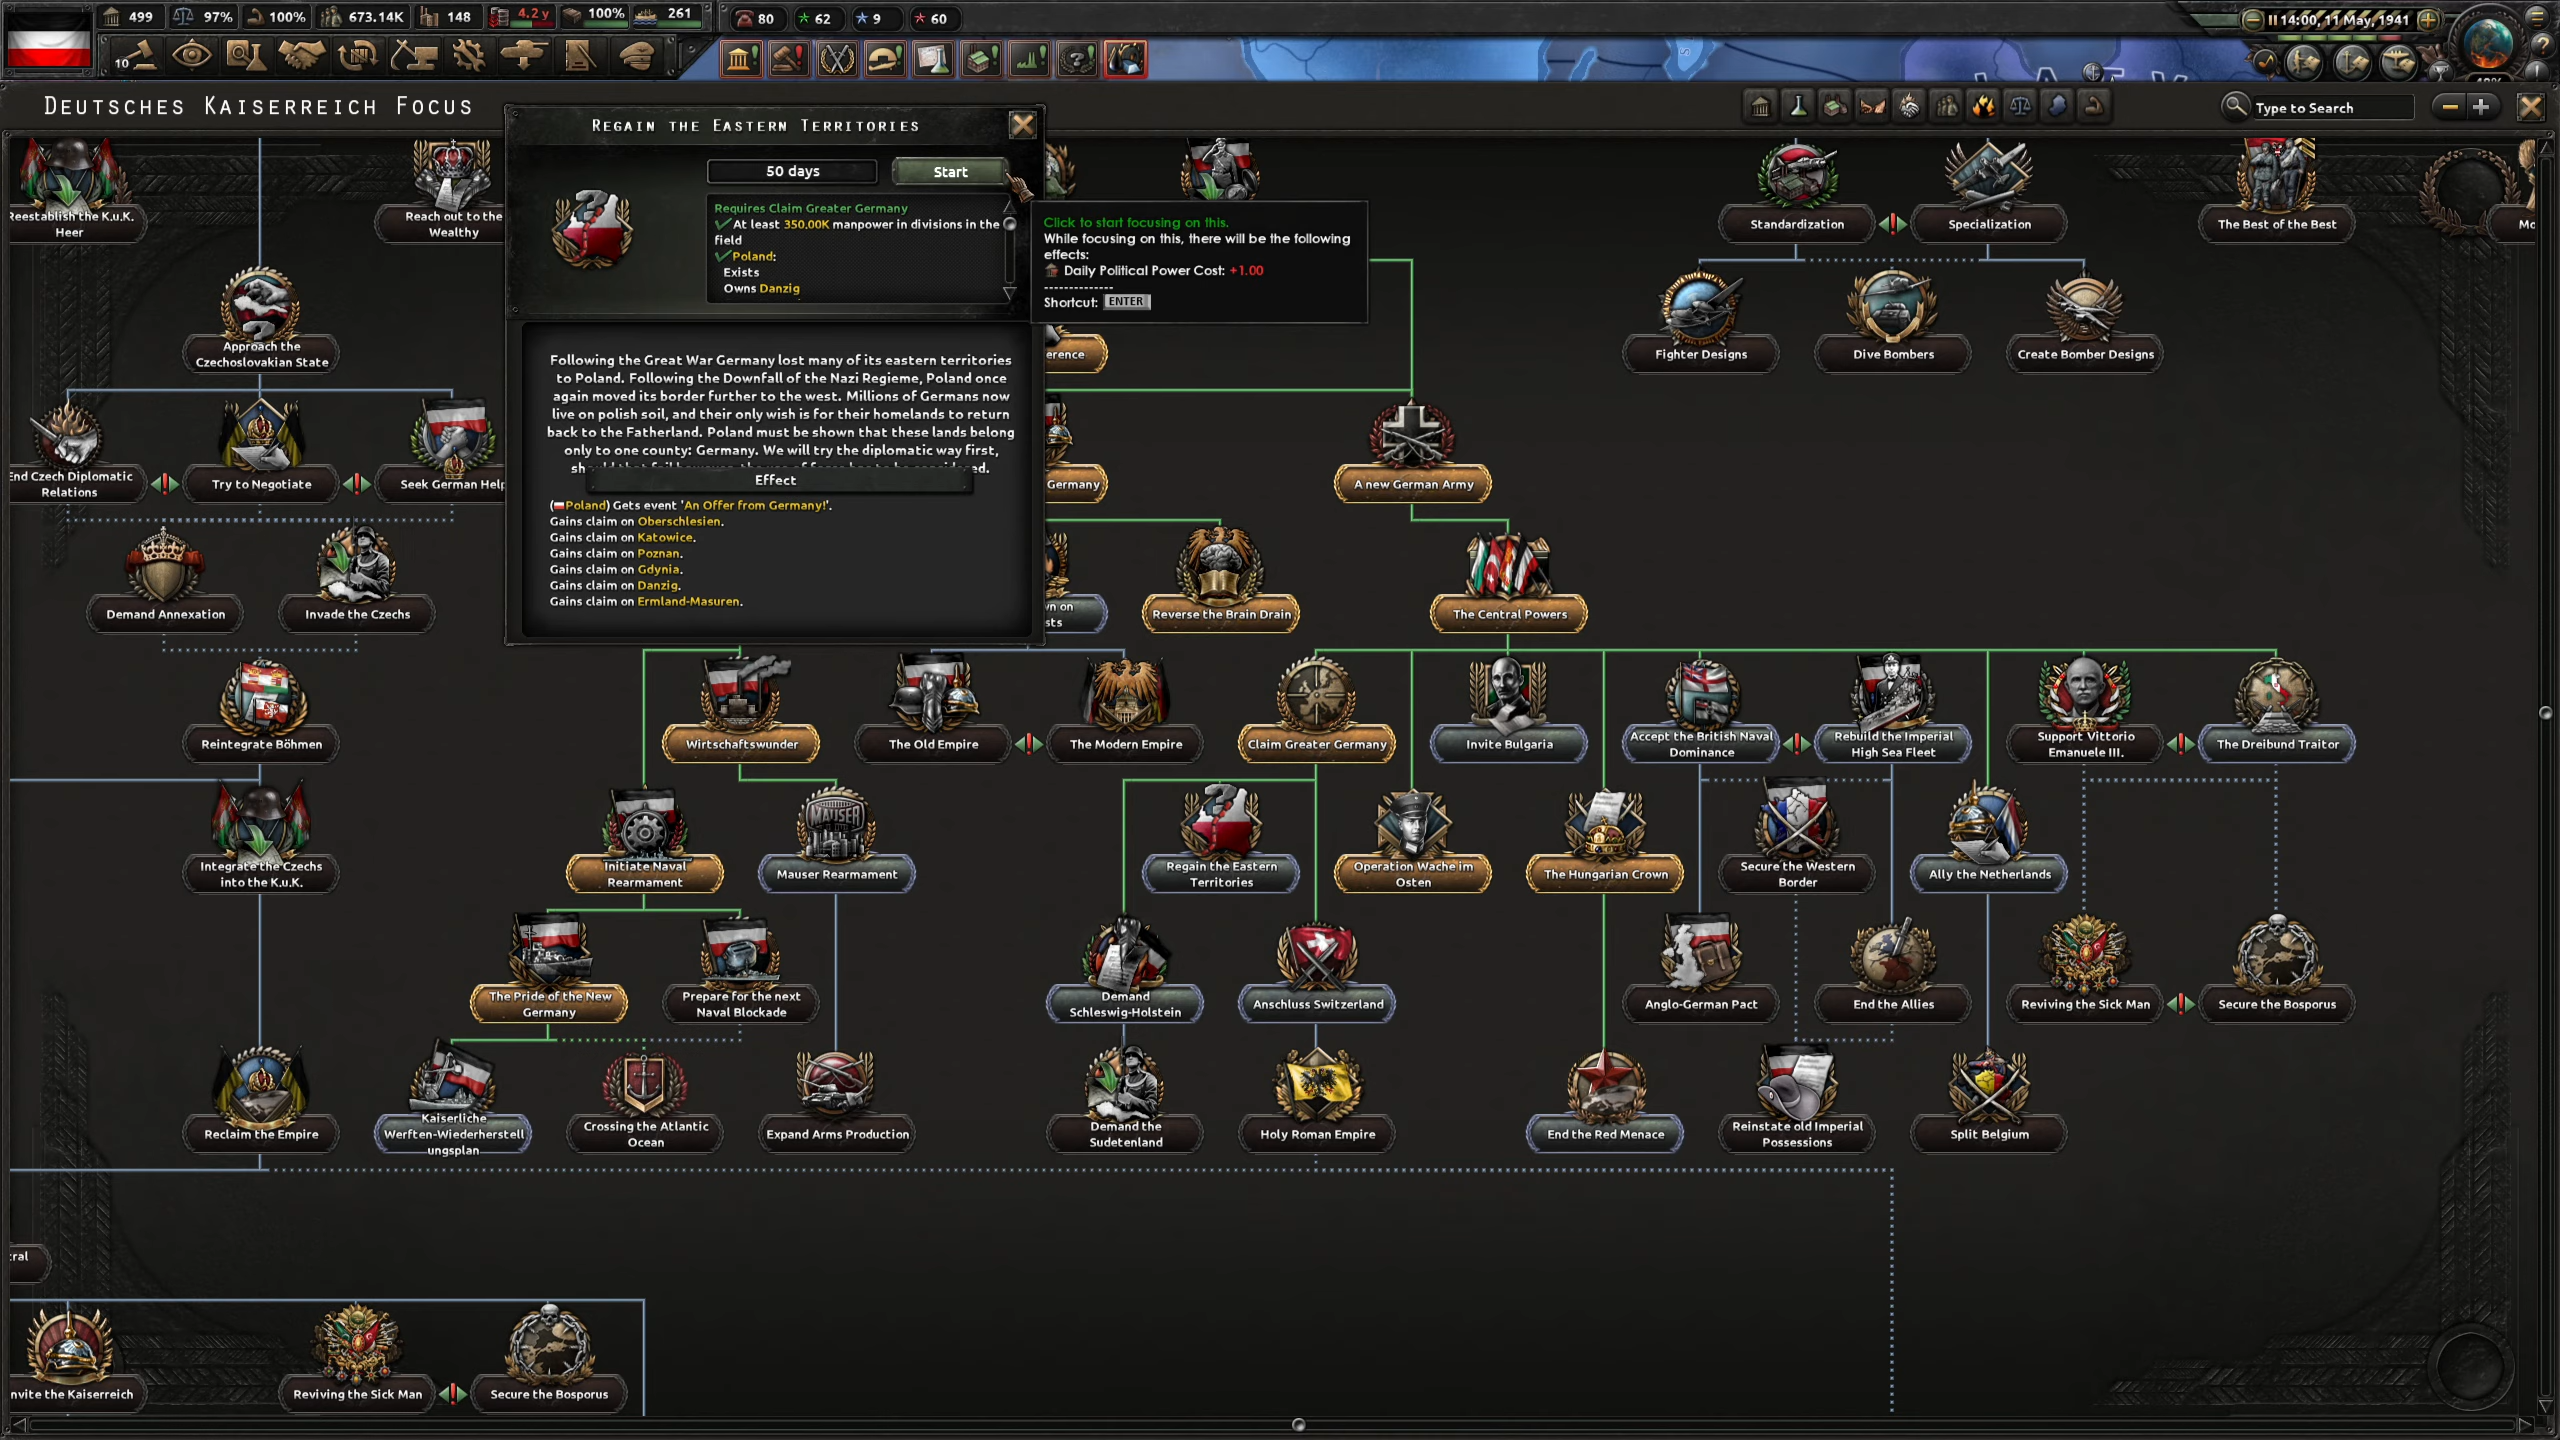 499
97%
100%
673.14K
148
4.2 y
100%
261
80
62
9
60
14:00, 11 May, 1941
10
Deutsches Kaiserreich Focus
Type to Search
Regain the Eastern Territories
50 days
Start
Requires Claim Greater Germany
At least 350,00K manpower in divisions in the
field
Poland:
Exists
Owns Danzig
Click to start focusing on this.
While focusing on this, there will be the following
effects:
Daily Political Power Cost: +1.00
--------------
Shortcut: ENTER
Following the Great War Germany lost many of its eastern territories
to Poland. Following the Downfall of the Nazi Regieme, Poland once
again moved its border further to the west. Millions of Germans now
live on polish soil, and their only wish is for their homelands to return
back to the Fatherland. Poland must be shown that these lands belong
only to one county: Germany. We will try the diplomatic way first,
Effect
(Poland) Gets event 'An Offer from Germany!'.
Gains claim on Oberschlesien.
Gains claim on Katowice.
Gains claim on Poznan.
Gains claim on Gdynia.
Gains claim on Danzig.
Gains claim on Ermland-Masuren.
Reestablish the K.u.K.
Heer
Reach out to the
Wealthy
Standardization
Specialization
The Best of the Best
Mo
Approach the
Czechoslovakian State
erence
Fighter Designs
Dive Bombers
Create Bomber Designs
End Czech Diplomatic
Relations
Try to Negotiate
Seek German Help
Germany
A new German Army
Demand Annexation
Invade the Czechs
wn on
sts
Reverse the Brain Drain
The Central Powers
Reintegrate Böhmen
Wirtschaftswunder
The Old Empire
The Modern Empire
Claim Greater Germany
Invite Bulgaria
Accept the British Naval
Dominance
Rebuild the Imperial
High Sea Fleet
Support Vittorio
Emanuele III.
The Dreibund Traitor
Integrate the Czechs
into the K.u.K.
Initiate Naval
Rearmament
MAUSER
Mauser Rearmament
Regain the Eastern
Territories
Operation Wache im
Osten
The Hungarian Crown
Secure the Western
Border
Ally the Netherlands
The Pride of the New
Germany
Prepare for the next
Naval Blockade
Demand
Schleswig-Holstein
Anschluss Switzerland
Anglo-German Pact
End the Allies
Reviving the Sick Man
Secure the Bosporus
Reclaim the Empire
Kaiserliche
Werften-Wiederherstell
ungsplan
Crossing the Atlantic
Ocean
Expand Arms Production
Demand the
Sudetenland
Holy Roman Empire
End the Red Menace
Reinstate old Imperial
Possessions
Split Belgium
ral
nvite the Kaiserreich
Reviving the Sick Man
Secure the Bosporus